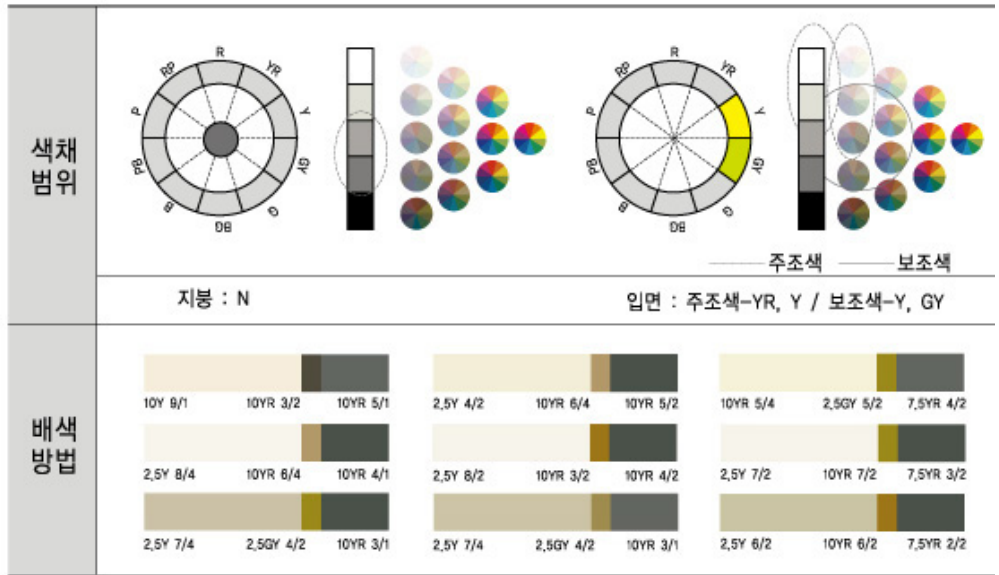 색채
범위
R
YR
Y
GY
G
BG
B
PB
P
RP
R
YR
Y
GY
G
BG
B
PB
P
RP
주조색 보조색
지붕 : N
입면 : 주조색-YR, Y / 보조색-Y, GY
배색
방법
10Y 9/1 10YR 3/2 10YR 5/1
2,5Y 4/2 10YR 6/4 10YR 5/2
10YR 5/4 2,5GY 5/2 7,5YR 4/2
2,5Y 8/4 10YR 6/4 10YR 4/1
2,5Y 8/2 10YR 3/2 10YR 4/2
2,5Y 7/2 10YR 7/2 7,5YR 3/2
2,5Y 7/4 2,5GY 4/2 10YR 3/1
2,5Y 7/4 2,5GY 4/2 10YR 3/1
2,5Y 6/2 10YR 6/2 7,5YR 2/2